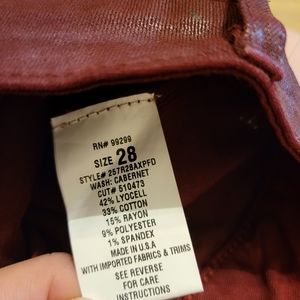 RN# 99299
SIZE 28
STYLE# 257R28AXPFD
WASH: CABERNET
CUT# 510473
42% LYOCELL
33% COTTON
15% RAYON
9% POLYESTER
1% SPANDEX
MADE IN U.S.A
WITH IMPORTED FABRICS & TRIMS
SEE REVERSE
FOR CARE
INSTRUCTIONS